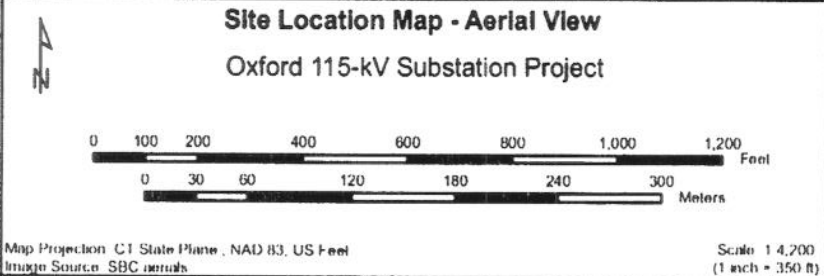 Site Location Map - Aerial View
Oxford 115-kV Substation Project
N
0 100 200 400 600 800 1,000 1,200
Feet
0 30 60 120 180 240 300
Meters
Map Projection: CT State Plane, NAD 83, US Feet
Image Source: SBC aerials
Scale 1:4,200
(1 inch = 350 ft)